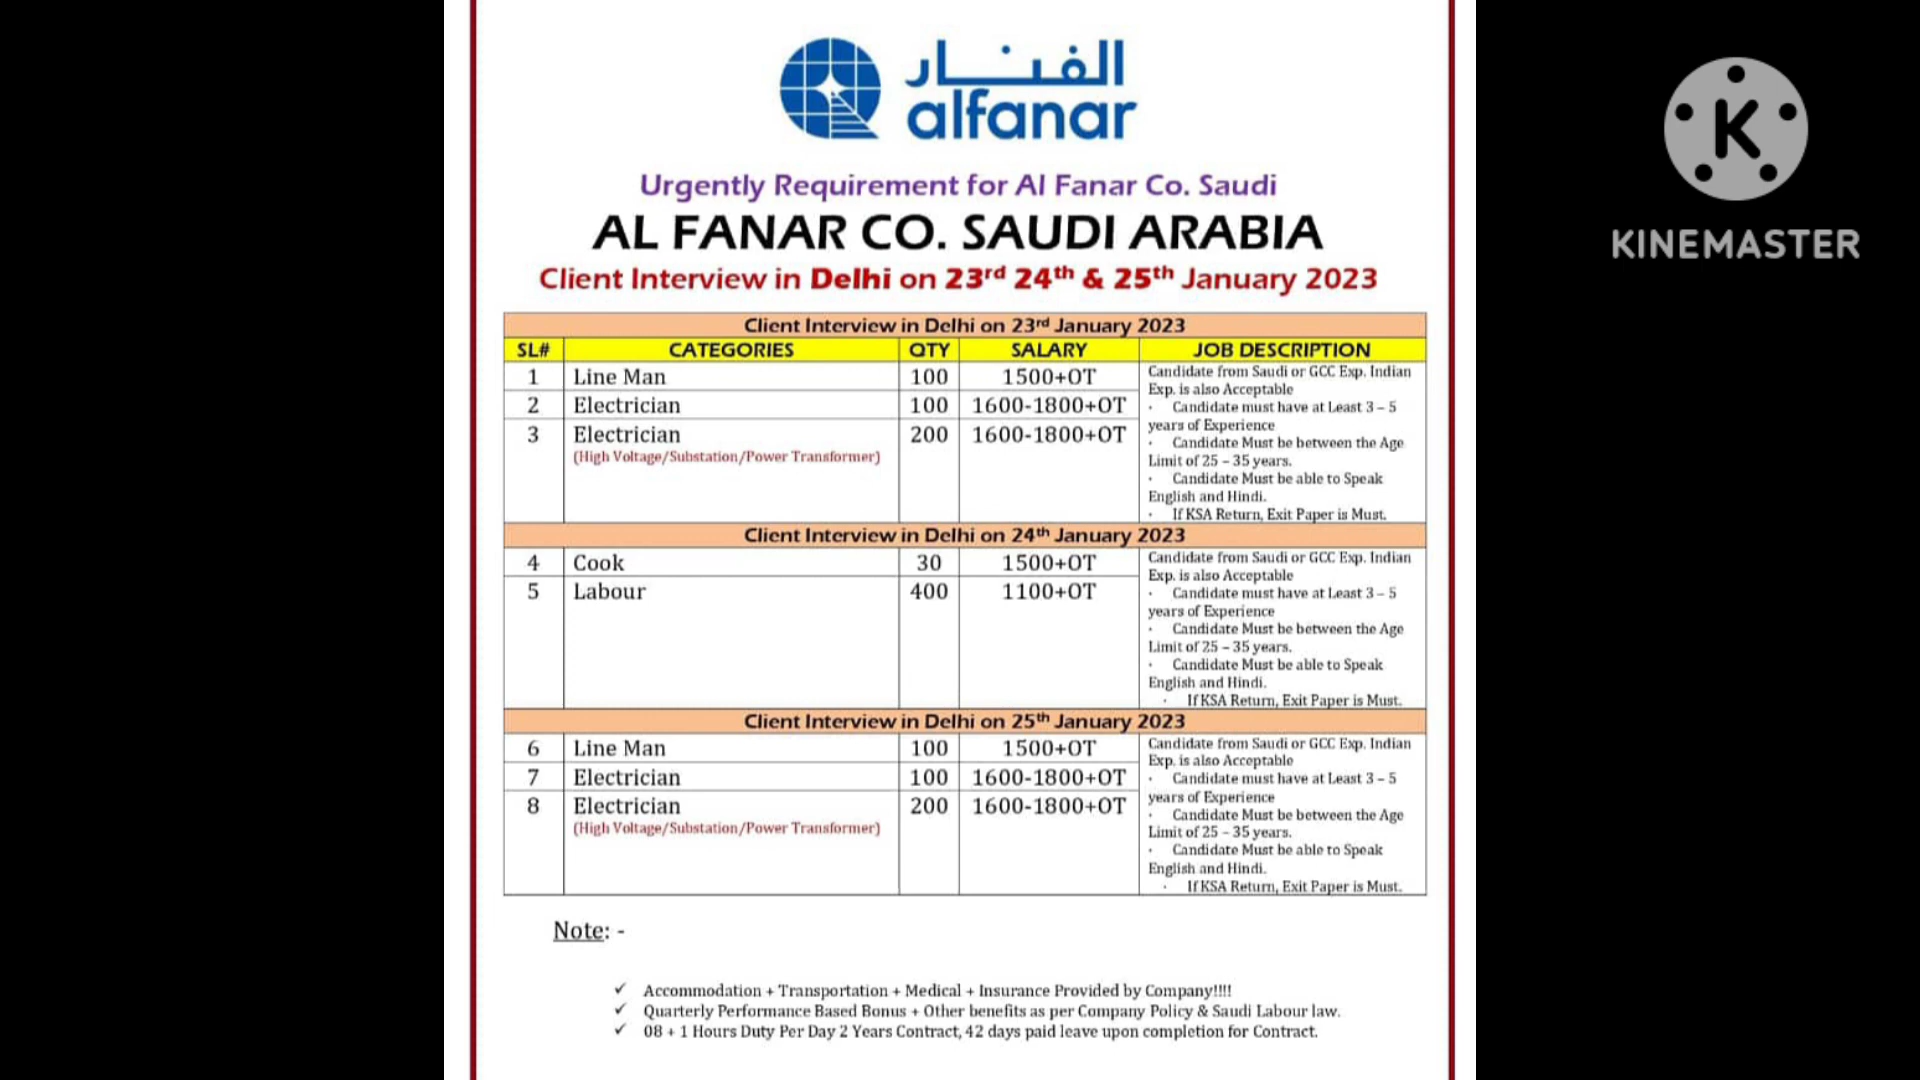 الفنار
alfanar
K
KINEMASTER
Urgently Requirement for Al Fanar Co. Saudi
AL FANAR CO. SAUDI ARABIA
Client Interview in Delhi on 23rd 24th & 25th January 2023
Client Interview in Delhi on 23rd January 2023
SL# CATEGORIES QTY SALARY JOB DESCRIPTION
1 Line Man 100 1500+OT
2 Electrician 100 1600-1800+OT
3 Electrician 200 1600-1800+OT
(High Voltage/Substation/Power Transformer)
Candidate from Saudi or GCC Exp. Indian
Exp. is also Acceptable
· Candidate must have at Least 3 – 5
years of Experience
· Candidate Must be between the Age
Limit of 25 – 35 years.
· Candidate Must be able to Speak
English and Hindi.
· If KSA Return, Exit Paper is Must.
Client Interview in Delhi on 24th January 2023
4 Cook 30 1500+OT
5 Labour 400 1100+OT
Candidate from Saudi or GCC Exp. Indian
Exp. is also Acceptable
· Candidate must have at Least 3 – 5
years of Experience
· Candidate Must be between the Age
Limit of 25 – 35 years.
· Candidate Must be able to Speak
English and Hindi.
· If KSA Return, Exit Paper is Must.
Client Interview in Delhi on 25th January 2023
6 Line Man 100 1500+OT
7 Electrician 100 1600-1800+OT
8 Electrician 200 1600-1800+OT
(High Voltage/Substation/Power Transformer)
Candidate from Saudi or GCC Exp. Indian
Exp. is also Acceptable
· Candidate must have at Least 3 – 5
years of Experience
· Candidate Must be between the Age
Limit of 25 – 35 years.
· Candidate Must be able to Speak
English and Hindi.
· If KSA Return, Exit Paper is Must.
Note: -
✓ Accommodation + Transportation + Medical + Insurance Provided by Company!!!!
✓ Quarterly Performance Based Bonus + Other benefits as per Company Policy & Saudi Labour law.
✓ 08 + 1 Hours Duty Per Day 2 Years Contract, 42 days paid leave upon completion for Contract.